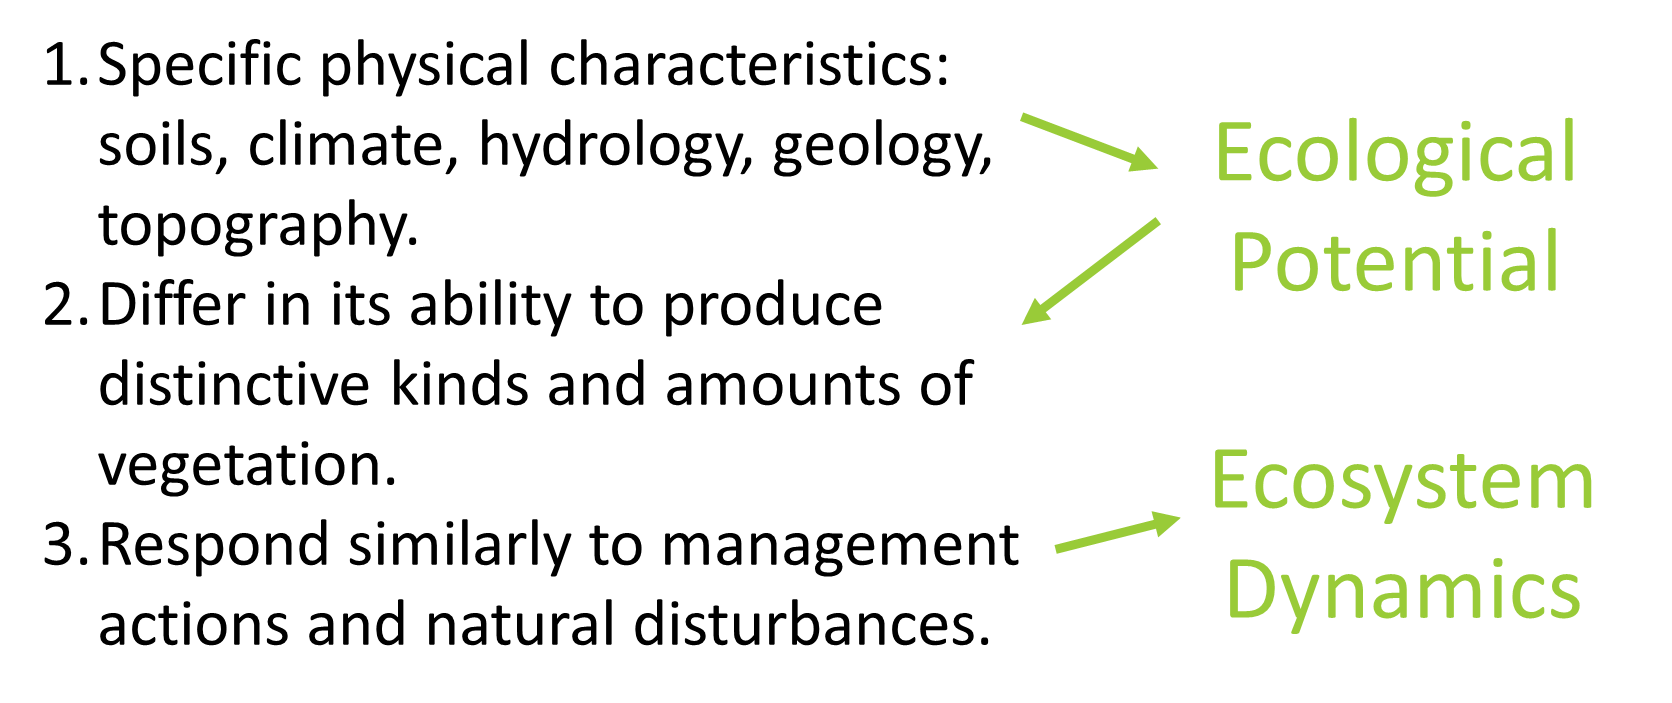 1. Specific physical characteristics:
soils, climate, hydrology, geology,
topography.
2. Differ in its ability to produce
distinctive kinds and amounts of
vegetation.
3. Respond similarly to management
actions and natural disturbances.
Ecological
Potential
Ecosystem
Dynamics